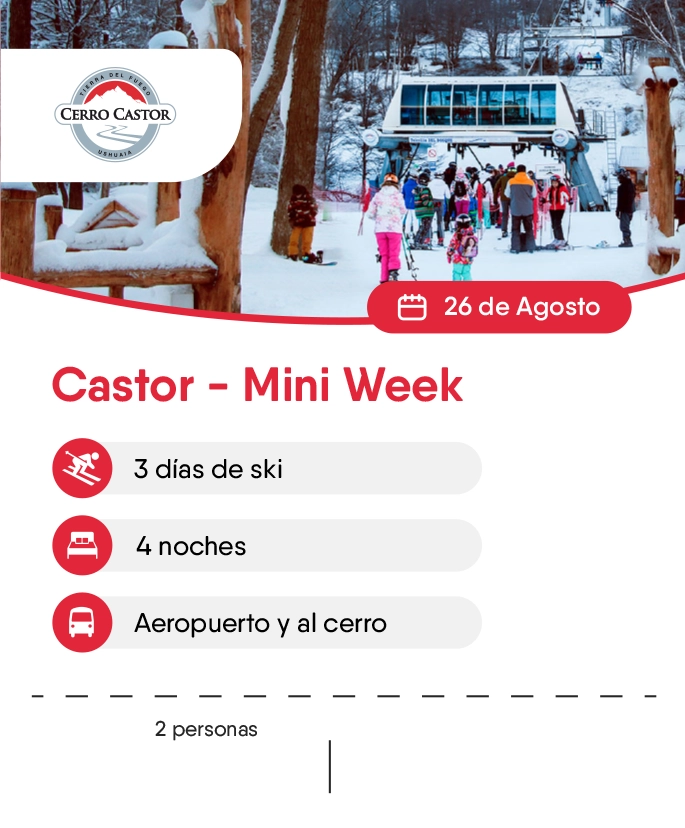 TIERRA DEL FUEGO
CERRO CASTOR
USHUAIA
26 de Agosto
Castor - Mini Week
3 días de ski
4 noches
Aeropuerto y al cerro
2 personas